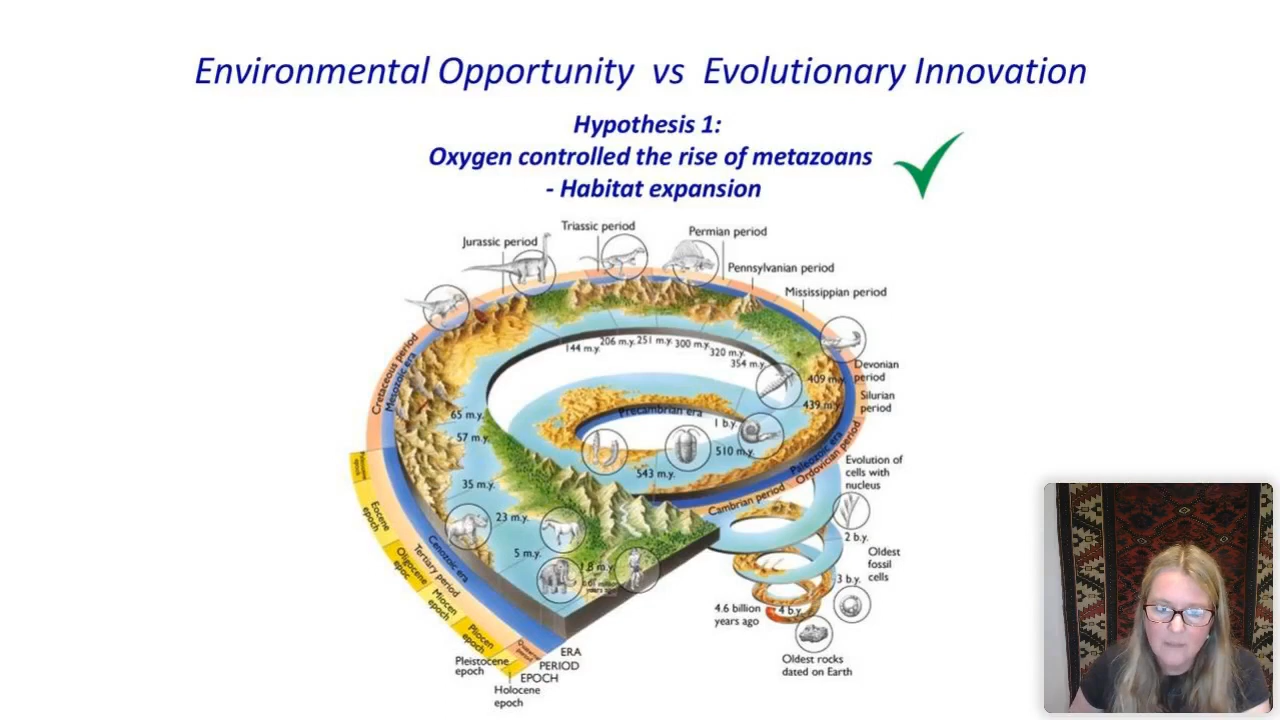 Environmental Opportunity vs Evolutionary Innovation
Hypothesis 1:
Oxygen controlled the rise of metazoans
- Habitat expansion
Triassic period
Jurassic period
Permian period
Pennsylvanian period
Mississippian period
Devonian
period
Silurian
period
Cretaceous period
Mesozoic era
144 m.y.
206 m.y.
251 m.y.
300 m.y.
320 m.y.
354 m.y.
409 m.y.
439 m.y.
Precambrian era
1 b.y.
510 m.y.
543 m.y.
65 m.y.
57 m.y.
35 m.y.
23 m.y.
5 m.y.
1.8 m.y.
Paleozoic era
Ordovician period
Cambrian period
Evolution of
cells with
nucleus
2 b.y.
Oldest
fossil
cells
3 b.y.
4 b.y.
4.6 billion
years ago
Oldest rocks
dated on Earth
Eocene
epoch
Oligocene
epoc
Miocen
epoch
Pliocen
epoch
Cenozoic era
Tertiary period
Pleistocene
epoch
Holocene
epoch
ERA
PERIOD
EPOCH